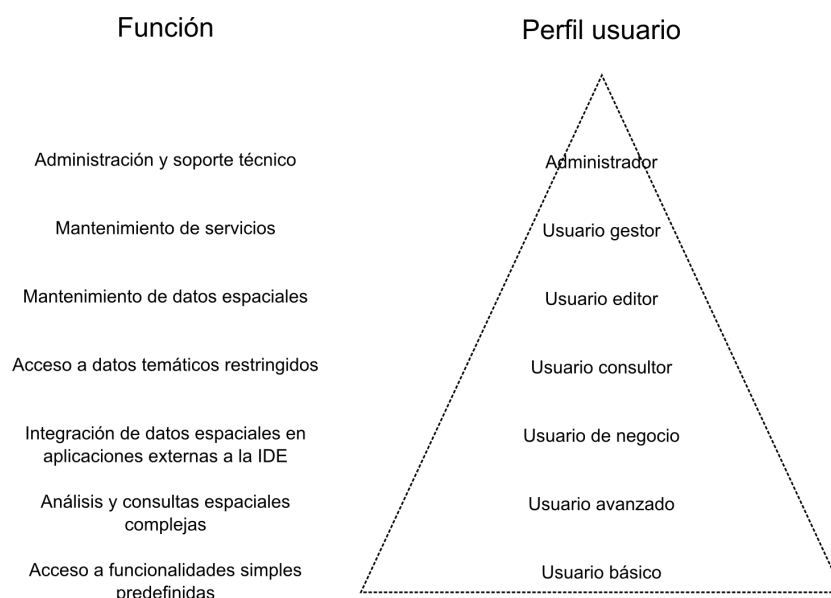 Función
Perfil usuario
Administración y soporte técnico
Administrador
Mantenimiento de servicios
Usuario gestor
Mantenimiento de datos espaciales
Usuario editor
Acceso a datos temáticos restringidos
Usuario consultor
Integración de datos espaciales en
aplicaciones externas a la IDE
Usuario de negocio
Análisis y consultas espaciales
complejas
Usuario avanzado
Acceso a funcionalidades simples
predefinidas
Usuario básico